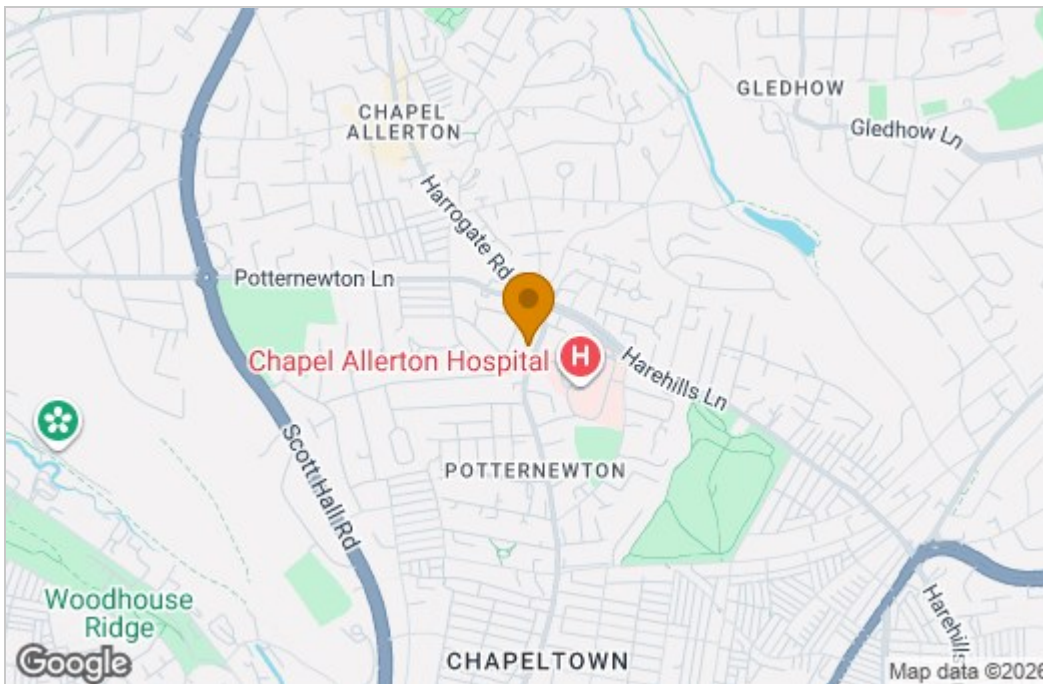 GLEDHOW
CHAPEL
ALLERTON
Gledhow Ln
Harrogate Rd
Potternewton Ln
Chapel Allerton Hospital
H
Harehills Ln
Scott Hall Rd
POTTERNEWTON
Woodhouse
Ridge
Harehills
CHAPELTOWN
Google
Map data ©2026